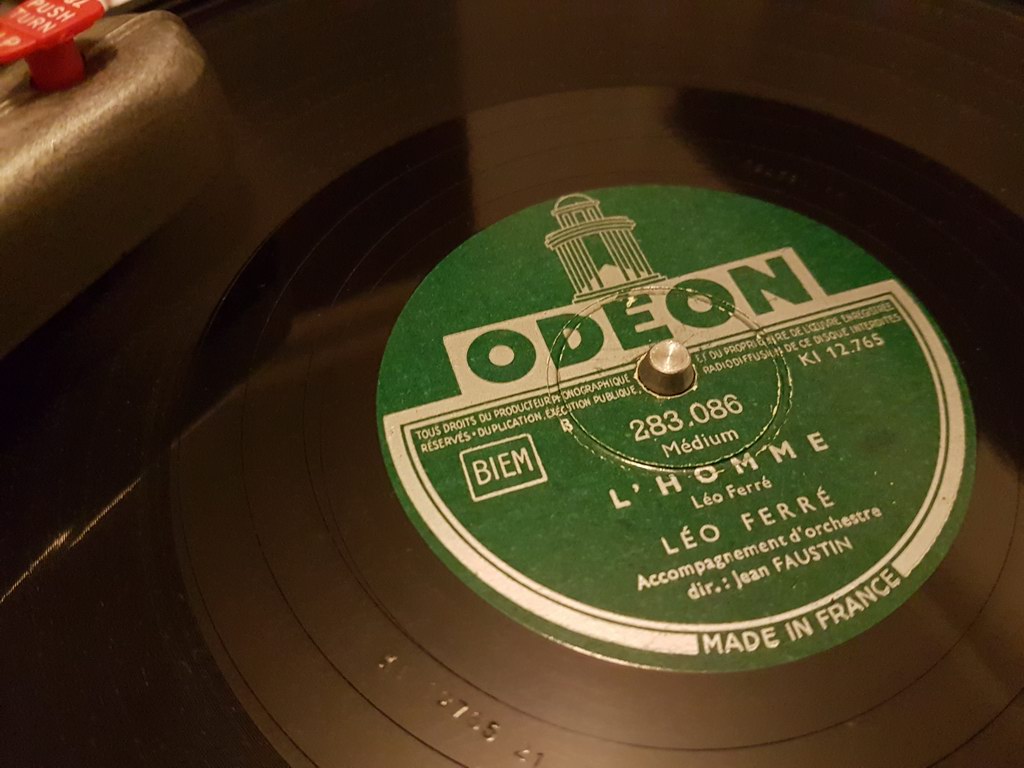 PUSH
TURN
ODÉON
TOUS DROITS DU PRODUCTEUR PHONOGRAPHIQUE ET DU PROPRIÉTAIRE DE L'ŒUVRE ENREGISTRÉE
RÉSERVÉS • DUPLICATION, EXÉCUTION PUBLIQUE, RADIODIFFUSION DE CE DISQUE INTERDITES
KI 12.765
BIEM
283.086
Médium
L'HOMME
Léo Ferré
LÉO FERRÉ
Accompagnement d'orchestre
dir. : Jean FAUSTIN
MADE IN FRANCE